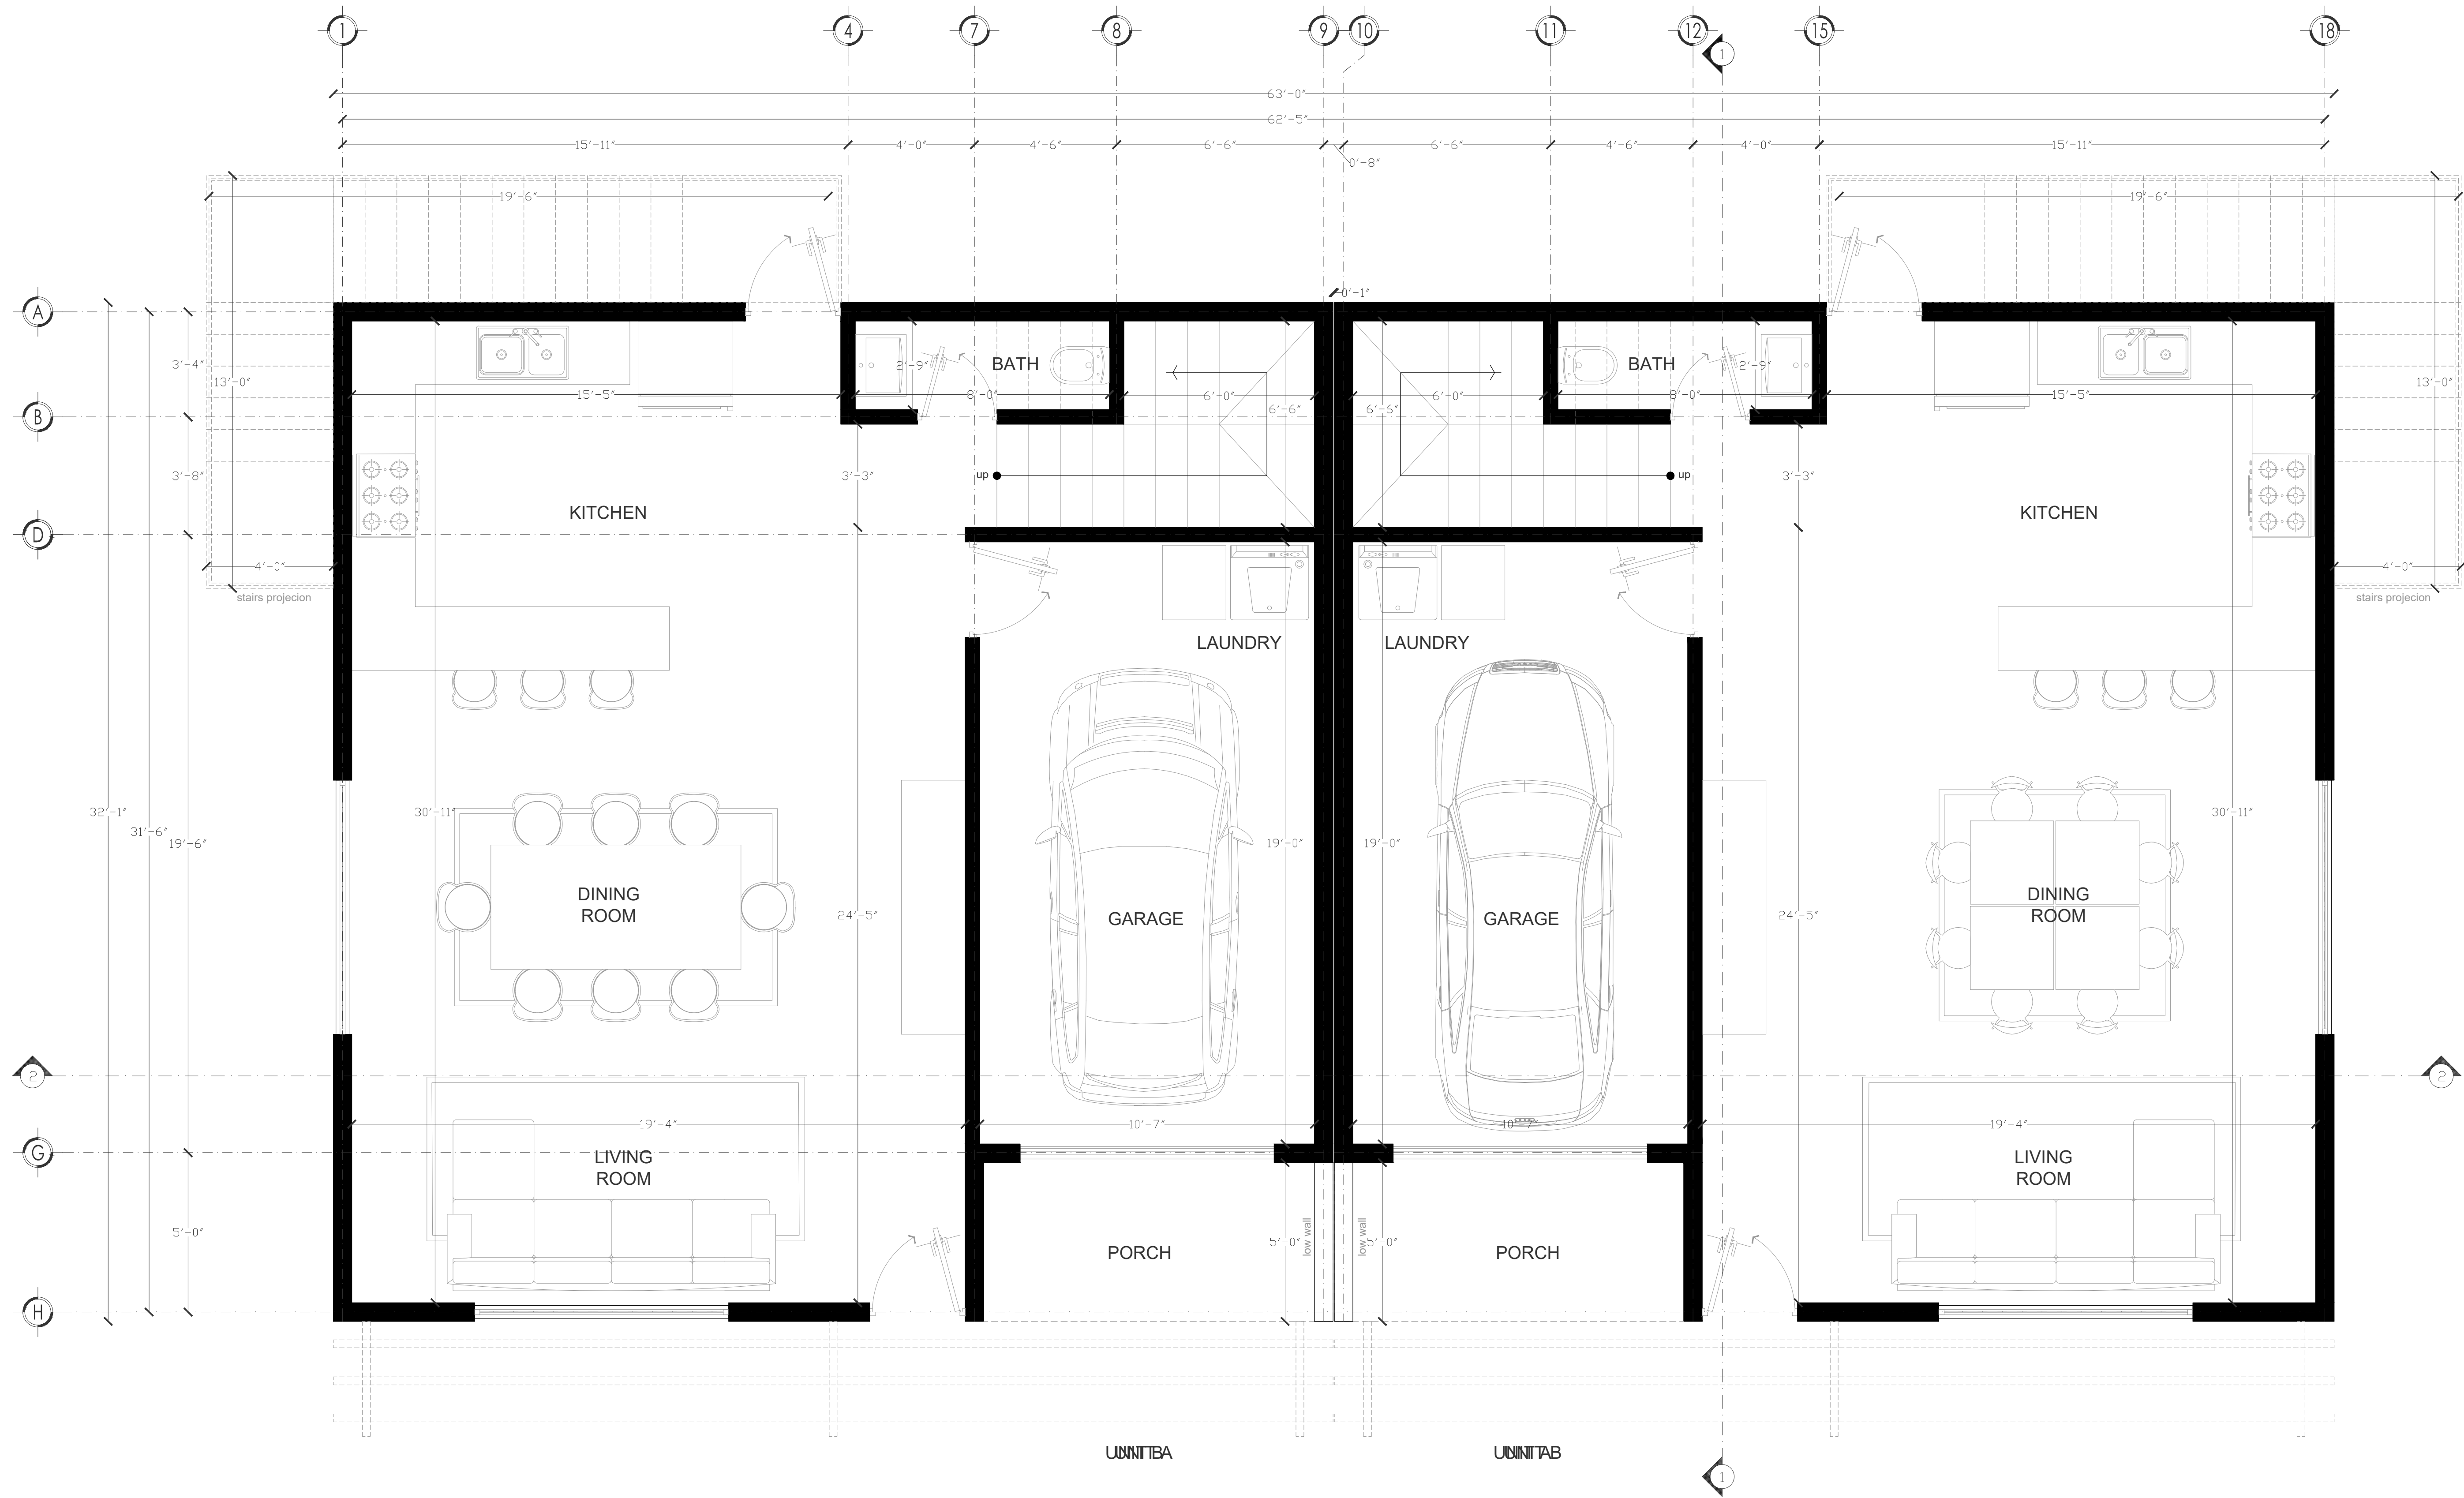 1 4 7 8 9 10 11 12 15 18
1
63'-0"
62'-5"
15'-11" 4'-0" 4'-6" 6'-6" 6'-6" 4'-6" 4'-0" 15'-11"
0'-8"
19'-6" 19'-6"
0'-1"
A
3'-4" 2'-9" BATH BATH 2'-9"
13'-0" 13'-0"
15'-5" 8'-0" 6'-0" 6'-0" 8'-0" 15'-5"
6'-6" 6'-6"
B
3'-8" up 3'-3" 3'-3" up
KITCHEN KITCHEN
D
4'-0" 4'-0"
stairs projecion stairs projecion
LAUNDRY LAUNDRY
32'-1" 30'-11" 30'-11"
31'-6"
19'-6" 19'-0" 19'-0"
DINING DINING
ROOM ROOM
24'-5" GARAGE GARAGE 24'-5"
2 2
19'-4" 10'-7" 10'-7" 19'-4"
G
LIVING LIVING
ROOM ROOM
5'-0" 5'-0" low wall low wall 5'-0"
PORCH PORCH
H
1